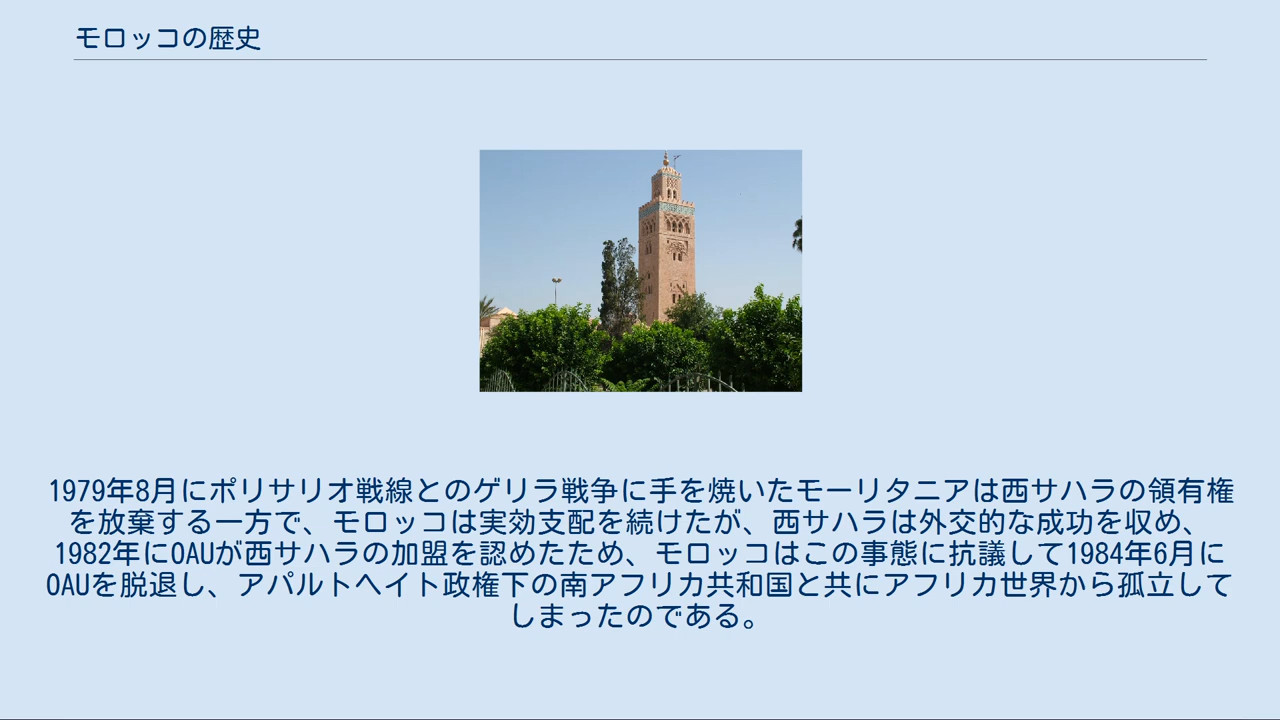 モロッコの歴史
1979年8月にポリサリオ戦線とのゲリラ戦争に手を焼いたモーリタニアは西サハラの領有権
を放棄する一方で、モロッコは実効支配を続けたが、西サハラは外交的な成功を収め、
1982年にOAUが西サハラの加盟を認めたため、モロッコはこの事態に抗議して1984年6月に
OAUを脱退し、アパルトヘイト政権下の南アフリカ共和国と共にアフリカ世界から孤立して
しまったのである。